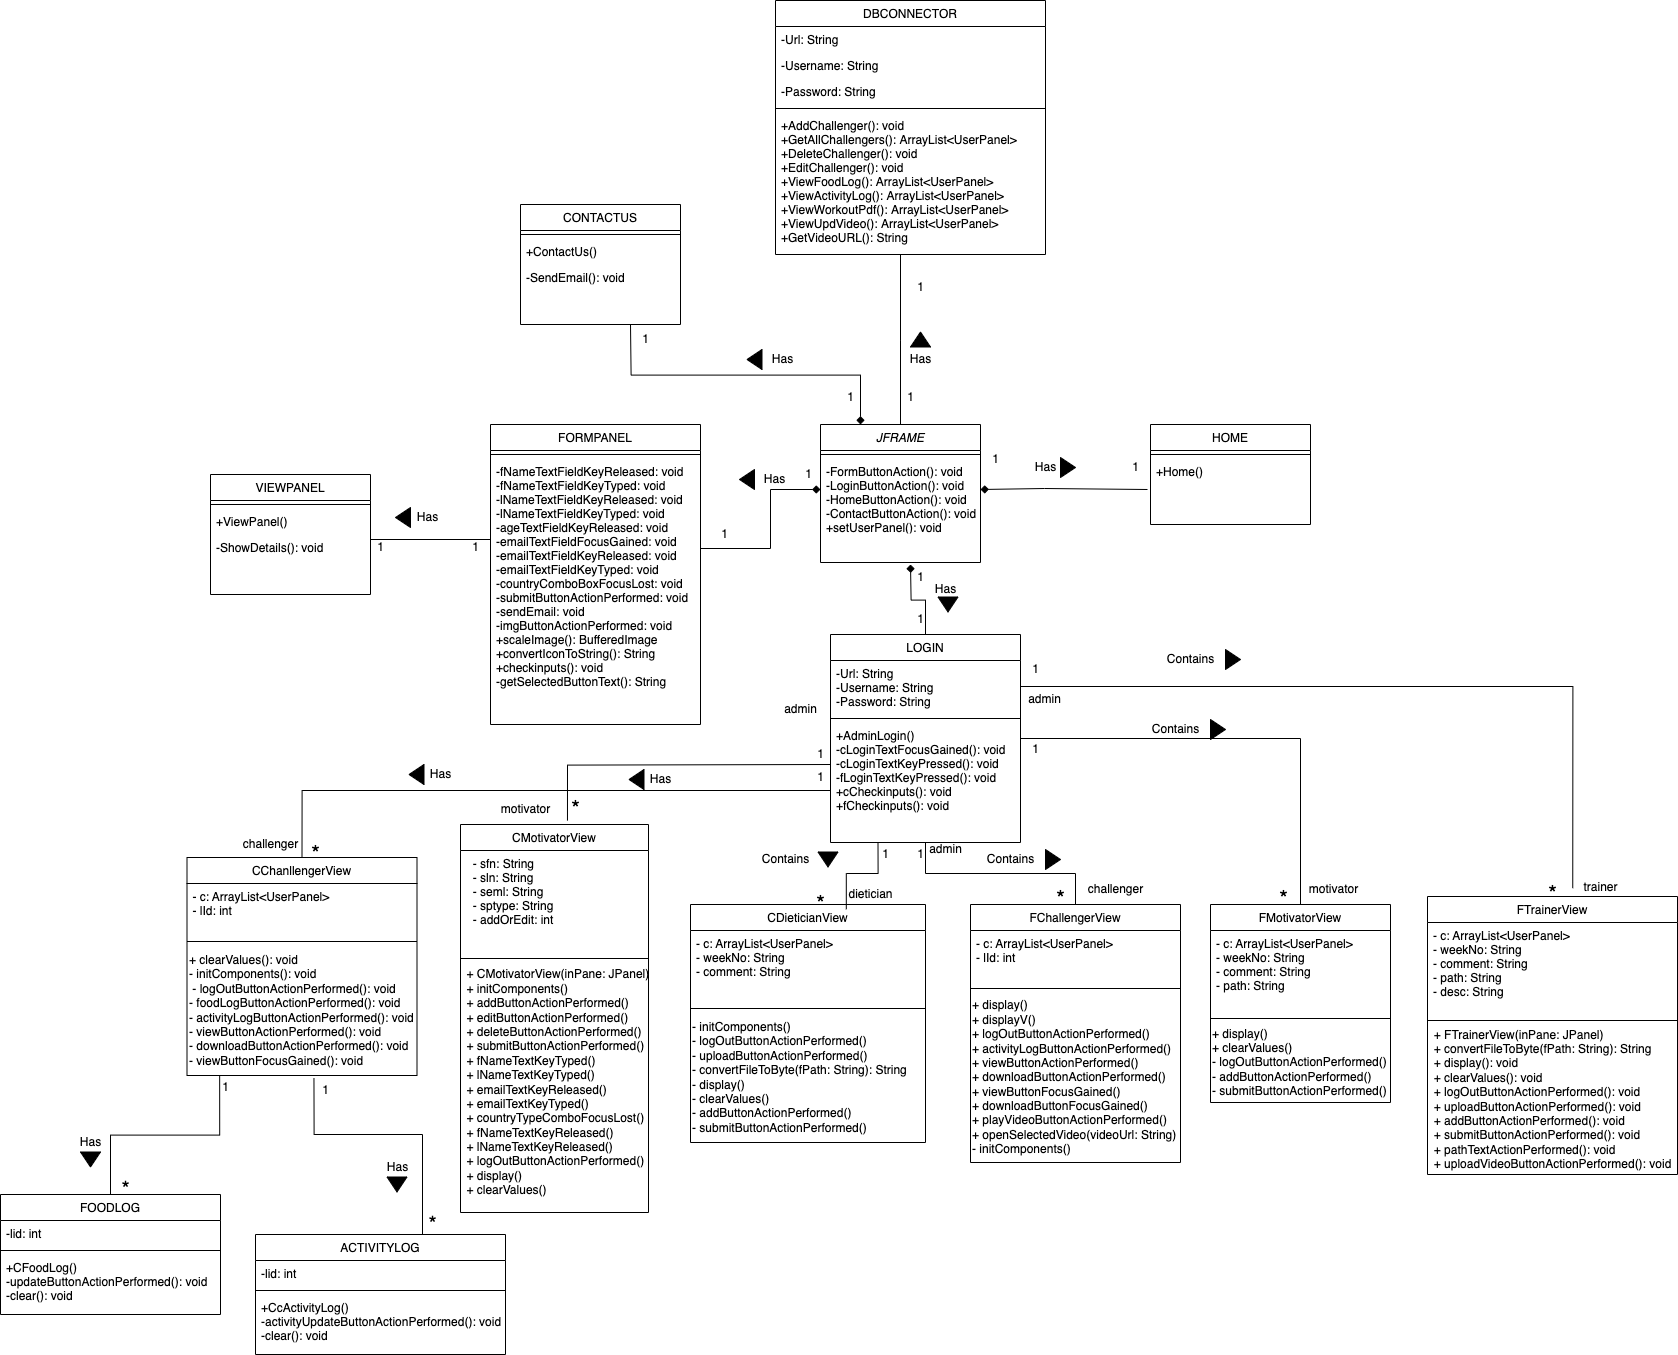 DBCONNECTOR
-Url: String
-Username: String
-Password: String
+AddChallenger(): void
+GetAllChallengers(): ArrayList<UserPanel>
+DeleteChallenger(): void
+EditChallenger(): void
+ViewFoodLog(): ArrayList<UserPanel>
+ViewActivityLog(): ArrayList<UserPanel>
+ViewWorkoutPdf(): ArrayList<UserPanel>
+ViewUpdVideo(): ArrayList<UserPanel>
+GetVideoURL(): String
CONTACTUS
+ContactUs()
-SendEmail(): void
1
1
Has
Has
1
1
FORMPANEL
-fNameTextFieldKeyReleased: void
-fNameTextFieldKeyTyped: void
-lNameTextFieldKeyReleased: void
-lNameTextFieldKeyTyped: void
-ageTextFieldKeyReleased: void
-emailTextFieldFocusGained: void
-emailTextFieldKeyReleased: void
-emailTextFieldKeyTyped: void
-countryComboBoxFocusLost: void
-submitButtonActionPerformed: void
-sendEmail: void
-imgButtonActionPerformed: void
+scaleImage(): BufferedImage
+convertIconToString(): String
+checkinputs(): void
-getSelectedButtonText(): String
JFRAME
-FormButtonAction(): void
-LoginButtonAction(): void
-HomeButtonAction(): void
-ContactButtonAction(): void
+setUserPanel(): void
HOME
+Home()
1
Has
1
Has
1
1
VIEWPANEL
+ViewPanel()
-ShowDetails(): void
Has
1
1
1
Has
1
LOGIN
-Url: String
-Username: String
-Password: String
+AdminLogin()
-cLoginTextFocusGained(): void
-cLoginTextKeyPressed(): void
-fLoginTextKeyPressed(): void
+cCheckinputs(): void
+fCheckinputs(): void
1
Contains
admin
admin
Contains
1
1
Has
1
Has
motivator
*
challenger
*
CChanllengerView
- c: ArrayList<UserPanel>
- lId: int
+ clearValues(): void
- initComponents(): void
- logOutButtonActionPerformed(): void
- foodLogButtonActionPerformed(): void
- activityLogButtonActionPerformed(): void
- viewButtonActionPerformed(): void
- downloadButtonActionPerformed(): void
- viewButtonFocusGained(): void
CMotivatorView
- sfn: String
- sln: String
- seml: String
- sptype: String
- addOrEdit: int
+ CMotivatorView(inPane: JPanel)
+ initComponents()
+ addButtonActionPerformed()
+ editButtonActionPerformed()
+ deleteButtonActionPerformed()
+ submitButtonActionPerformed()
+ fNameTextKeyTyped()
+ lNameTextKeyTyped()
+ emailTextKeyReleased()
+ emailTextKeyTyped()
+ countryTypeComboFocusLost()
+ fNameTextKeyReleased()
+ lNameTextKeyReleased()
+ logOutButtonActionPerformed()
+ display()
+ clearValues()
Contains
1
1
admin
Contains
*
dietician
*
challenger
*
motivator
*
trainer
CDieticianView
- c: ArrayList<UserPanel>
- weekNo: String
- comment: String
- initComponents()
- logOutButtonActionPerformed()
- uploadButtonActionPerformed()
- convertFileToByte(fPath: String): String
- display()
- clearValues()
- addButtonActionPerformed()
- submitButtonActionPerformed()
FChallengerView
- c: ArrayList<UserPanel>
- lId: int
+ display()
+ displayV()
+ logOutButtonActionPerformed()
+ activityLogButtonActionPerformed()
+ viewButtonActionPerformed()
+ downloadButtonActionPerformed()
+ viewButtonFocusGained()
+ downloadButtonFocusGained()
+ playVideoButtonActionPerformed()
+ openSelectedVideo(videoUrl: String)
- initComponents()
FMotivatorView
- c: ArrayList<UserPanel>
- weekNo: String
- comment: String
- path: String
+ display()
+ clearValues()
- logOutButtonActionPerformed()
- addButtonActionPerformed()
- submitButtonActionPerformed()
FTrainerView
- c: ArrayList<UserPanel>
- weekNo: String
- comment: String
- path: String
- desc: String
+ FTrainerView(inPane: JPanel)
+ convertFileToByte(fPath: String): String
+ display(): void
+ clearValues(): void
+ logOutButtonActionPerformed(): void
+ uploadButtonActionPerformed(): void
+ addButtonActionPerformed(): void
+ submitButtonActionPerformed(): void
+ pathTextActionPerformed(): void
+ uploadVideoButtonActionPerformed(): void
1
1
Has
*
Has
*
FOODLOG
-lid: int
+CFoodLog()
-updateButtonActionPerformed(): void
-clear(): void
ACTIVITYLOG
-lid: int
+CcActivityLog()
-activityUpdateButtonActionPerformed(): void
-clear(): void